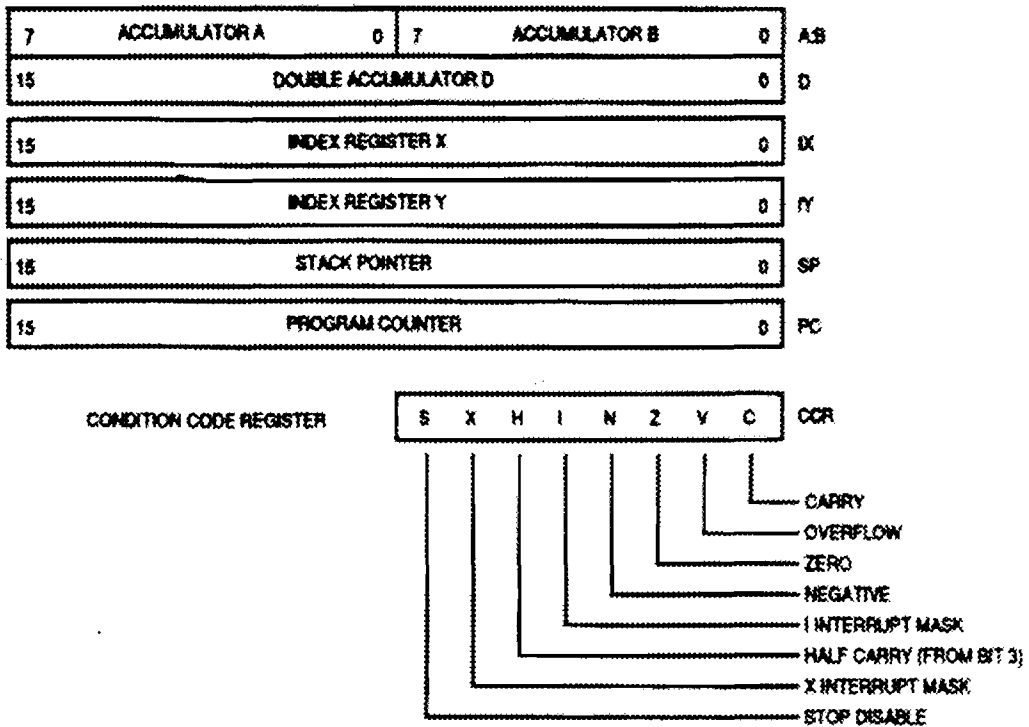 7 ACCUMULATOR A 0 7 ACCUMULATOR B 0 A:B
15 DOUBLE ACCUMULATOR D 0 D
15 INDEX REGISTER X 0 IX
15 INDEX REGISTER Y 0 IY
15 STACK POINTER 0 SP
15 PROGRAM COUNTER 0 PC
CONDITION CODE REGISTER S X H I N Z V C CCR
CARRY
OVERFLOW
ZERO
NEGATIVE
I INTERRUPT MASK
HALF CARRY (FROM BIT 3)
X INTERRUPT MASK
STOP DISABLE